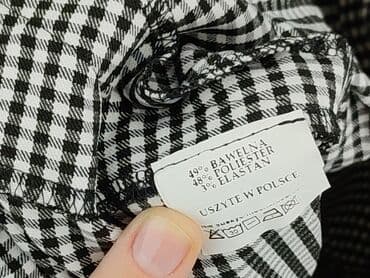 49% BAWEŁNA
48% POLIESTER
3% ELASTAN
USZYTE W POLSCE